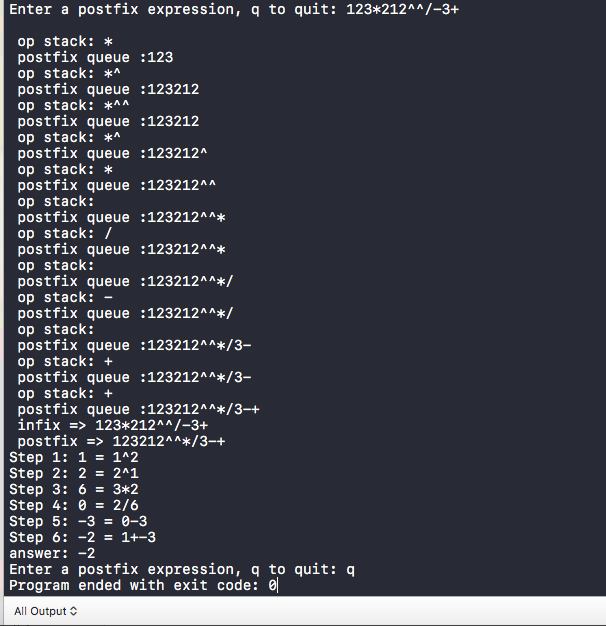 Enter a postfix expression, q to quit: 123*212^^/-3+
op stack: *
postfix queue :123
op stack: *^
postfix queue :123212
op stack: *^^
postfix queue :123212
op stack: *^
postfix queue :123212^
op stack: *
postfix queue :123212^^
op stack:
postfix queue :123212^^*
op stack: /
postfix queue :123212^^*
op stack:
postfix queue :123212^^*/
op stack: -
postfix queue :123212^^*/
op stack:
postfix queue :123212^^*/3-
op stack: +
postfix queue :123212^^*/3-
op stack: +
postfix queue :123212^^*/3-+
infix => 123*212^^/-3+
postfix => 123212^^*/3-+
Step 1: 1 = 1^2
Step 2: 2 = 2^1
Step 3: 6 = 3*2
Step 4: 0 = 2/6
Step 5: -3 = 0-3
Step 6: -2 = 1+-3
answer: -2
Enter a postfix expression, q to quit: q
Program ended with exit code: 0
All Output